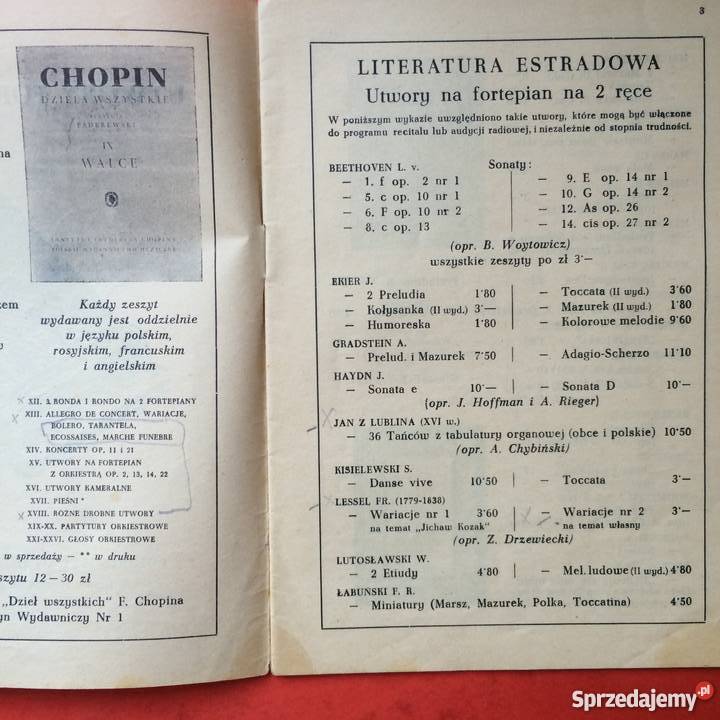 CHOPIN
DZIEŁA WSZYSTKIE
PADEREWSKI
IX
WALCE
INSTYTUT FRYDERYKA CHOPINA
POLSKIE WYDAWNICTWO MUZYCZNE
na
zem
w
Każdy zeszyt
wydawany jest oddzielnie
w języku polskim,
rosyjskim, francuskim
i angielskim
XII. 3 RONDA I RONDO NA 2 FORTEPIANY
XIII. ALLEGRO DE CONCERT, WARIACJE,
BOLERO, TARANTELA,
ECOSSAISES, MARCHE FUNEBRE
XIV. KONCERTY OP. 11 i 21
XV. UTWORY NA FORTEPIAN
Z ORKIESTRĄ OP. 2, 13, 14, 22
XVI. UTWORY KAMERALNE
XVII. PIEŚNI *
XVIII. RÓŻNE DROBNE UTWORY
XIX-XX. PARTYTURY ORKIESTROWE
XXI-XXVI. GŁOSY ORKIESTROWE
w sprzedaży — ** w druku
szytu 12 — 30 zł
„Dzieł wszystkich" F. Chopina
yn Wydawniczy Nr 1
3
LITERATURA ESTRADOWA
Utwory na fortepian na 2 ręce
W poniższym wykazie uwzględniono takie utwory, które mogą być włączone
do programu recitalu lub audycji radiowej, i niezależnie od stopnia trudności.
BEETHOVEN L. v. Sonaty:
— 1. f op. 2 nr 1 — 9. E op. 14 nr 1
— 5. c op. 10 nr 1 — 10. G op. 14 nr 2
— 6. F op. 10 nr 2 — 12. As op. 26
— 8. c op. 13 — 14. cis op. 27 nr 2
(opr. B. Woytowicz)
wszystkie zeszyty po zł 3·—
EKIER J.
— 2 Preludia 1·80 — Toccata (II wyd.) 3·60
— Kołysanka (II wyd.) 3·— — Mazurek (II wyd.) 1·80
— Humoreska 1·80 — Kolorowe melodie 9·60
GRADSTEIN A.
— Prelud. i Mazurek 7·50 — Adagio-Scherzo 11·10
HAYDN J.
— Sonata e 10·— — Sonata D 10·—
(opr. J. Hoffman i A. Rieger)
JAN Z LUBLINA (XVI w.)
— 36 Tańców z tabulatury organowej (obce i polskie) 10·50
(opr. A. Chybiński)
KISIELEWSKI S.
— Danse vive 10·50 — Toccata 3·—
LESSEL FR. (1779-1838)
— Wariacje nr 1 3·60 — Wariacje nr 2 3·—
na temat „Jichaw Kozak" na temat własny
(opr. Z. Drzewiecki)
LUTOSŁAWSKI W.
— 2 Etiudy 4·80 — Mel. ludowe (II wyd.) 4·80
ŁABUŃSKI F. R.
— Miniatury (Marsz, Mazurek, Polka, Toccatina) 4·50
Sprzedajemy.pl